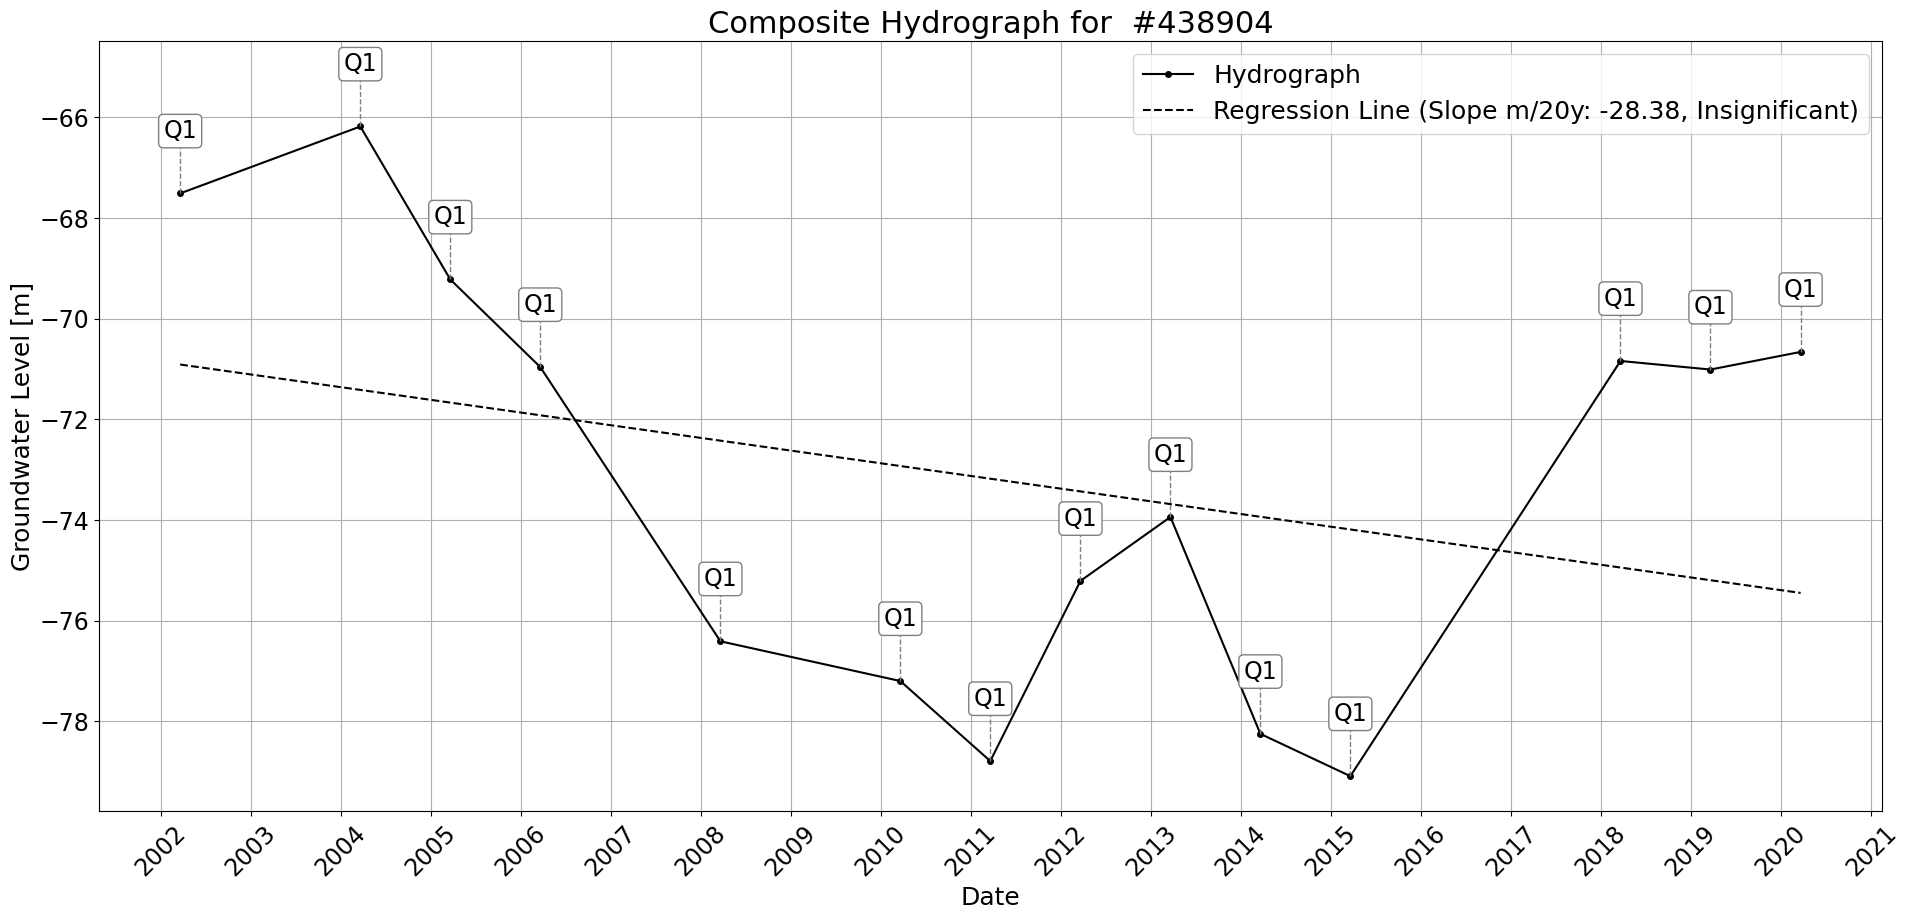 Composite Hydrograph for  #438904
Hydrograph
Regression Line (Slope m/20y: -28.38, Insignificant)
Groundwater Level [m]
−66
−68
−70
−72
−74
−76
−78
Q1
Q1
Q1
Q1
Q1
Q1
Q1
Q1
Q1
Q1
Q1
Q1
Q1
Q1
2002
2003
2004
2005
2006
2007
2008
2009
2010
2011
2012
2013
2014
2015
2016
2017
2018
2019
2020
2021
Date